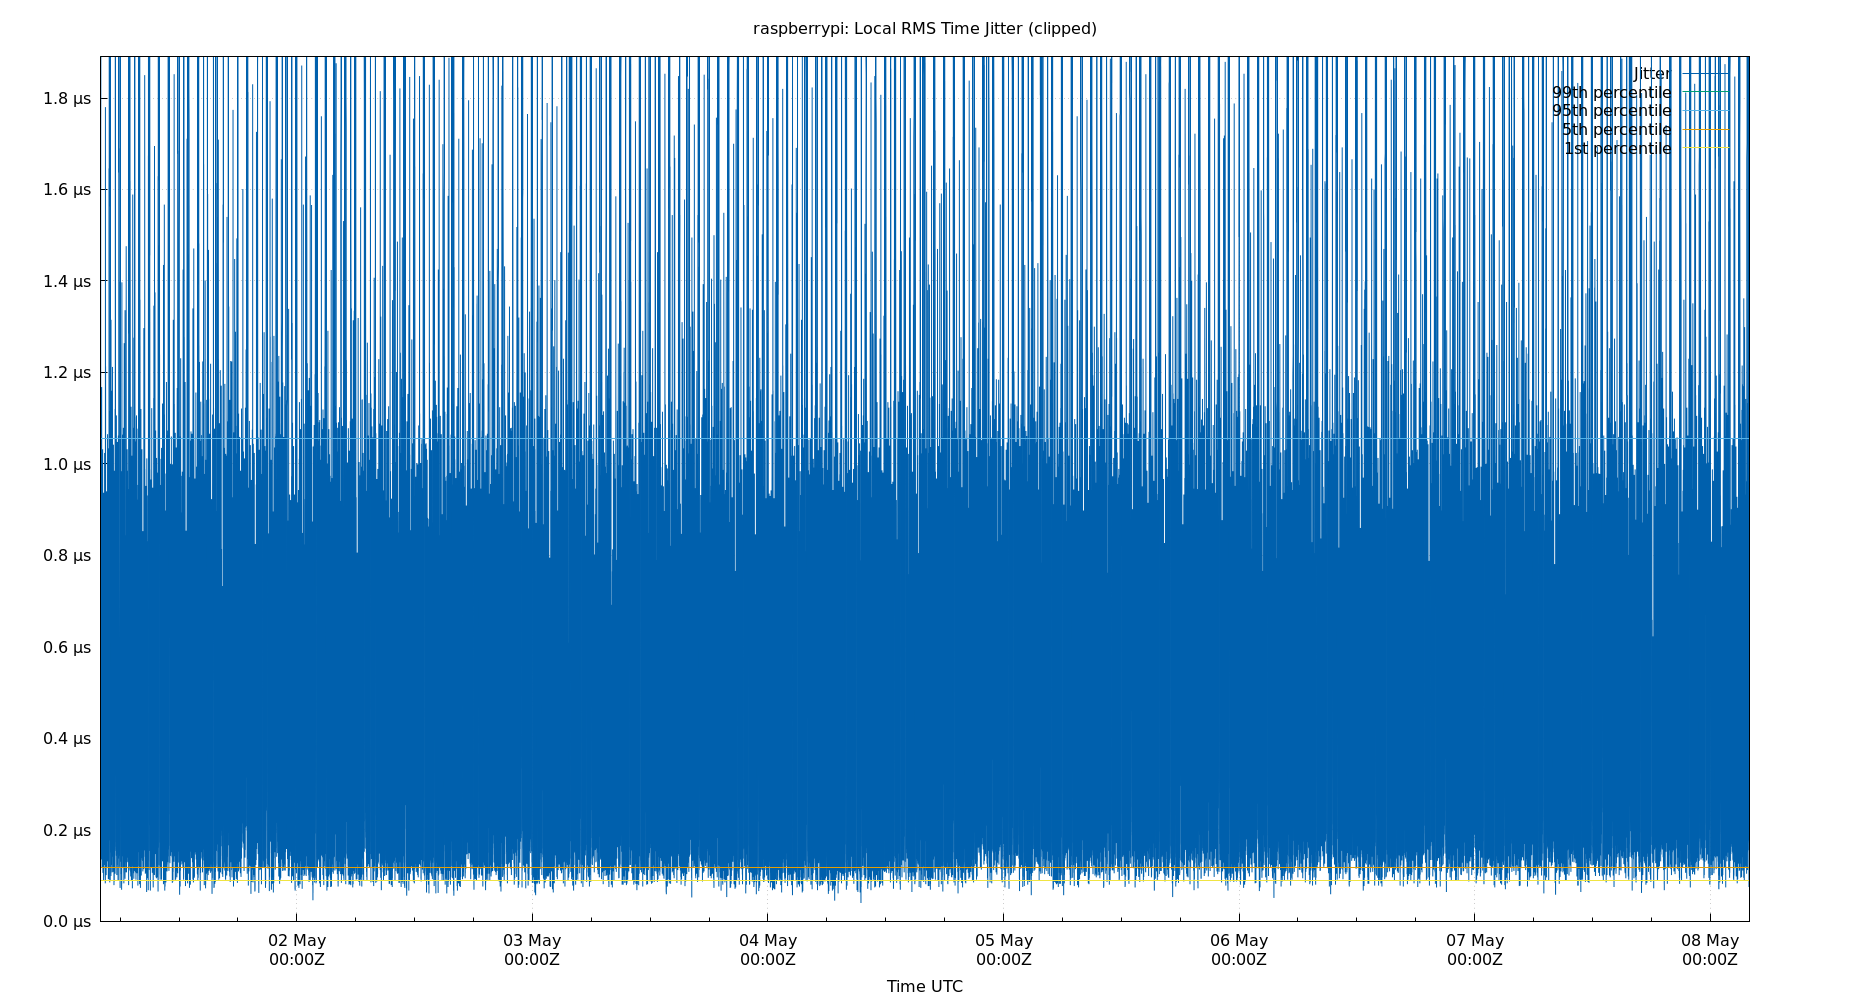 raspberrypi: Local RMS Time Jitter (clipped)
Jitter
99th percentile
95th percentile
5th percentile
1st percentile
1.8 µs
1.6 µs
1.4 µs
1.2 µs
1.0 µs
0.8 µs
0.6 µs
0.4 µs
0.2 µs
0.0 µs
02 May 03 May 04 May 05 May 06 May 07 May 08 May
00:00Z 00:00Z 00:00Z 00:00Z 00:00Z 00:00Z 00:00Z
Time UTC